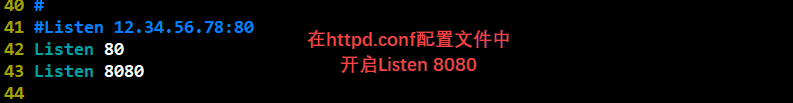 40 #
41 #Listen 12.34.56.78:80
42 Listen 80
43 Listen 8080
44
在httpd.conf配置文件中
开启Listen 8080